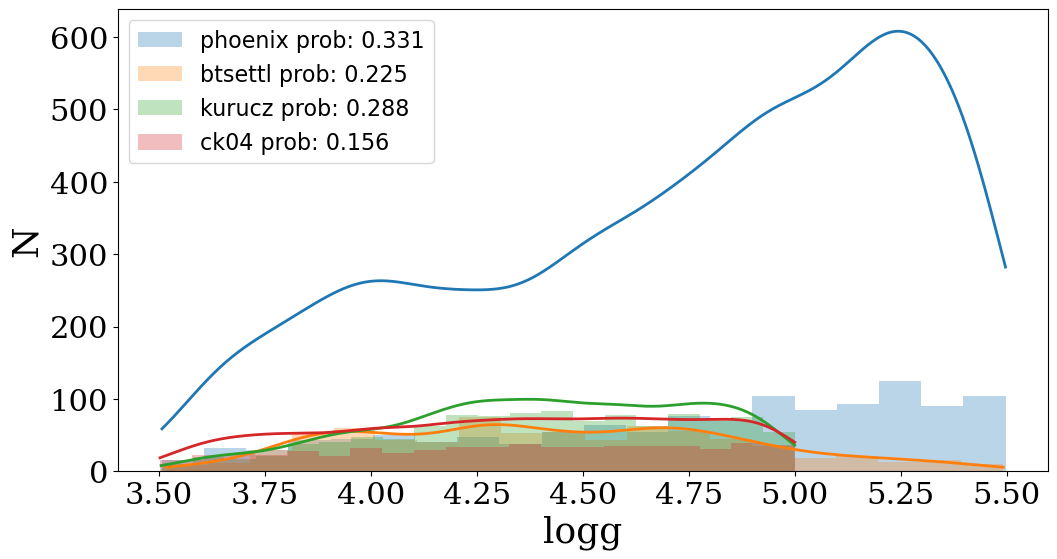 phoenix prob: 0.331
btsettl prob: 0.225
kurucz prob: 0.288
ck04 prob: 0.156
600
500
400
300
200
100
0
N
3.50 3.75 4.00 4.25 4.50 4.75 5.00 5.25 5.50
logg